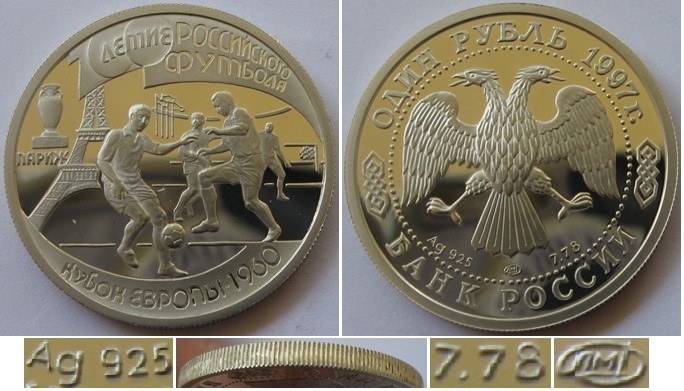 100
ЛЕТИЕ РОССИЙСКОГО
ФУТБОЛА
ПАРИЖ
КУБОК ЕВРОПЫ·1960
ОДИН РУБЛЬ 1997 г.
Ag 925
ЛМД
7.78
БАНК РОССИИ
Ag 925
7.78
ЛМД